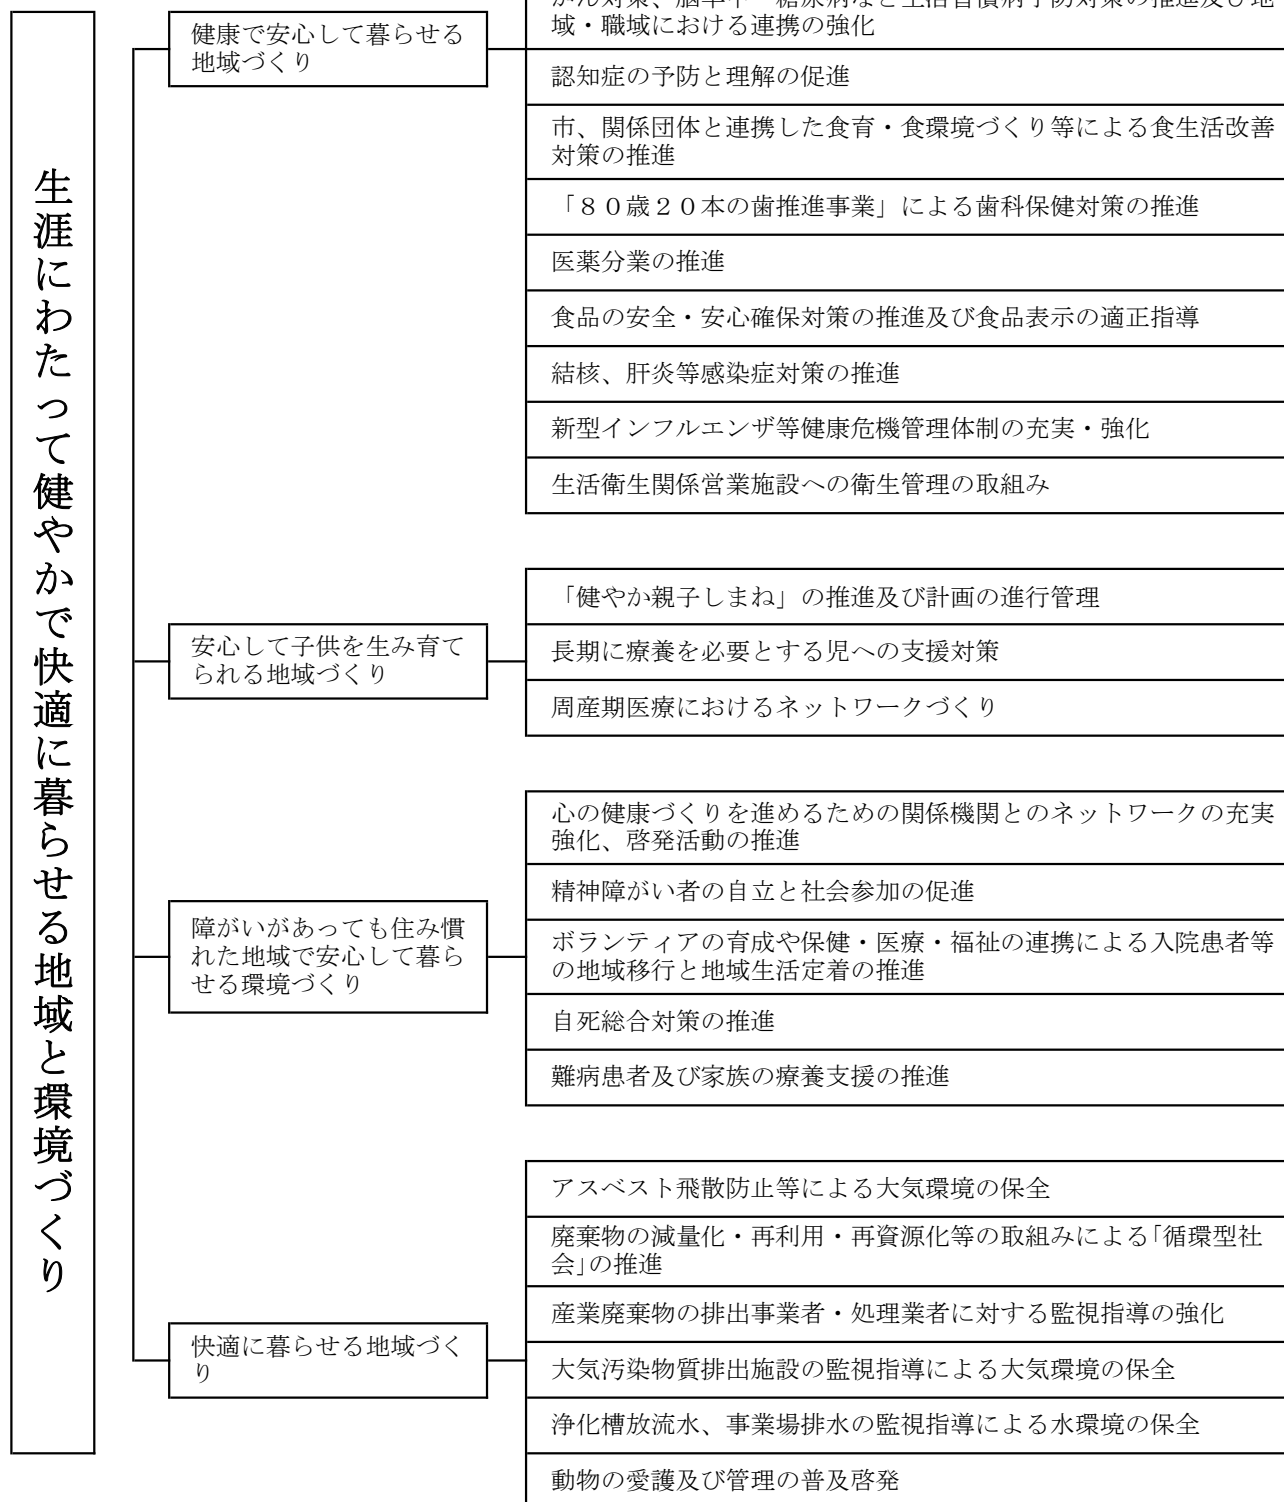 生涯にわたって健やかで快適に暮らせる地域と環境づくり
健康で安心して暮らせる
地域づくり
がん対策、脳卒中・糖尿病など生活習慣病予防対策の推進及び地
域・職域における連携の強化
認知症の予防と理解の促進
市、関係団体と連携した食育・食環境づくり等による食生活改善
対策の推進
「８０歳２０本の歯推進事業」による歯科保健対策の推進
医薬分業の推進
食品の安全・安心確保対策の推進及び食品表示の適正指導
結核、肝炎等感染症対策の推進
新型インフルエンザ等健康危機管理体制の充実・強化
生活衛生関係営業施設への衛生管理の取組み
安心して子供を生み育て
られる地域づくり
「健やか親子しまね」の推進及び計画の進行管理
長期に療養を必要とする児への支援対策
周産期医療におけるネットワークづくり
障がいがあっても住み慣
れた地域で安心して暮ら
せる環境づくり
心の健康づくりを進めるための関係機関とのネットワークの充実
強化、啓発活動の推進
精神障がい者の自立と社会参加の促進
ボランティアの育成や保健・医療・福祉の連携による入院患者等
の地域移行と地域生活定着の推進
自死総合対策の推進
難病患者及び家族の療養支援の推進
快適に暮らせる地域づく
り
アスベスト飛散防止等による大気環境の保全
廃棄物の減量化・再利用・再資源化等の取組みによる｢循環型社
会｣の推進
産業廃棄物の排出事業者・処理業者に対する監視指導の強化
大気汚染物質排出施設の監視指導による大気環境の保全
浄化槽放流水、事業場排水の監視指導による水環境の保全
動物の愛護及び管理の普及啓発